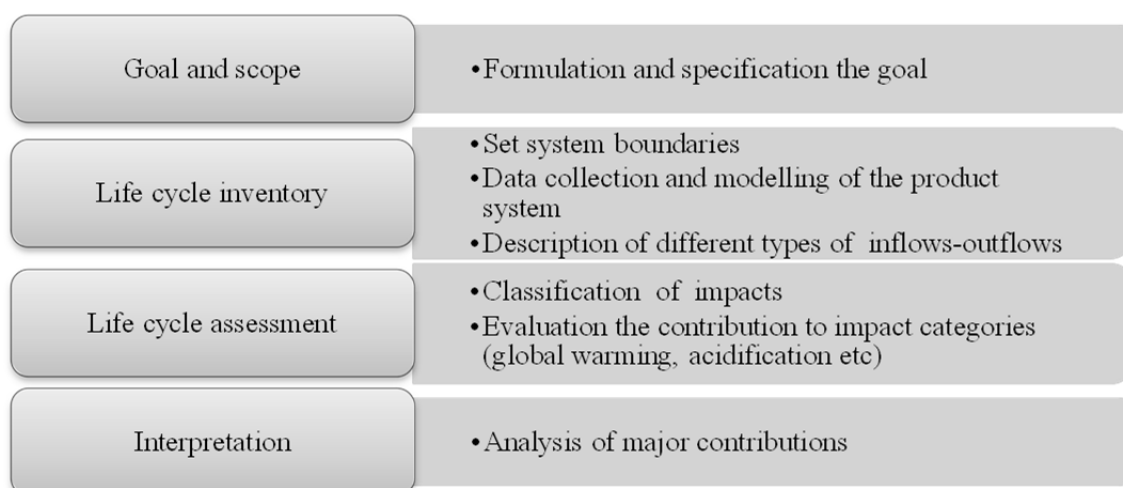 Goal and scope
•Formulation and specification the goal
Life cycle inventory
•Set system boundaries
•Data collection and modelling of the product
system
•Description of different types of inflows-outflows
Life cycle assessment
•Classification of impacts
•Evaluation the contribution to impact categories
(global warming, acidification etc)
Interpretation
•Analysis of major contributions